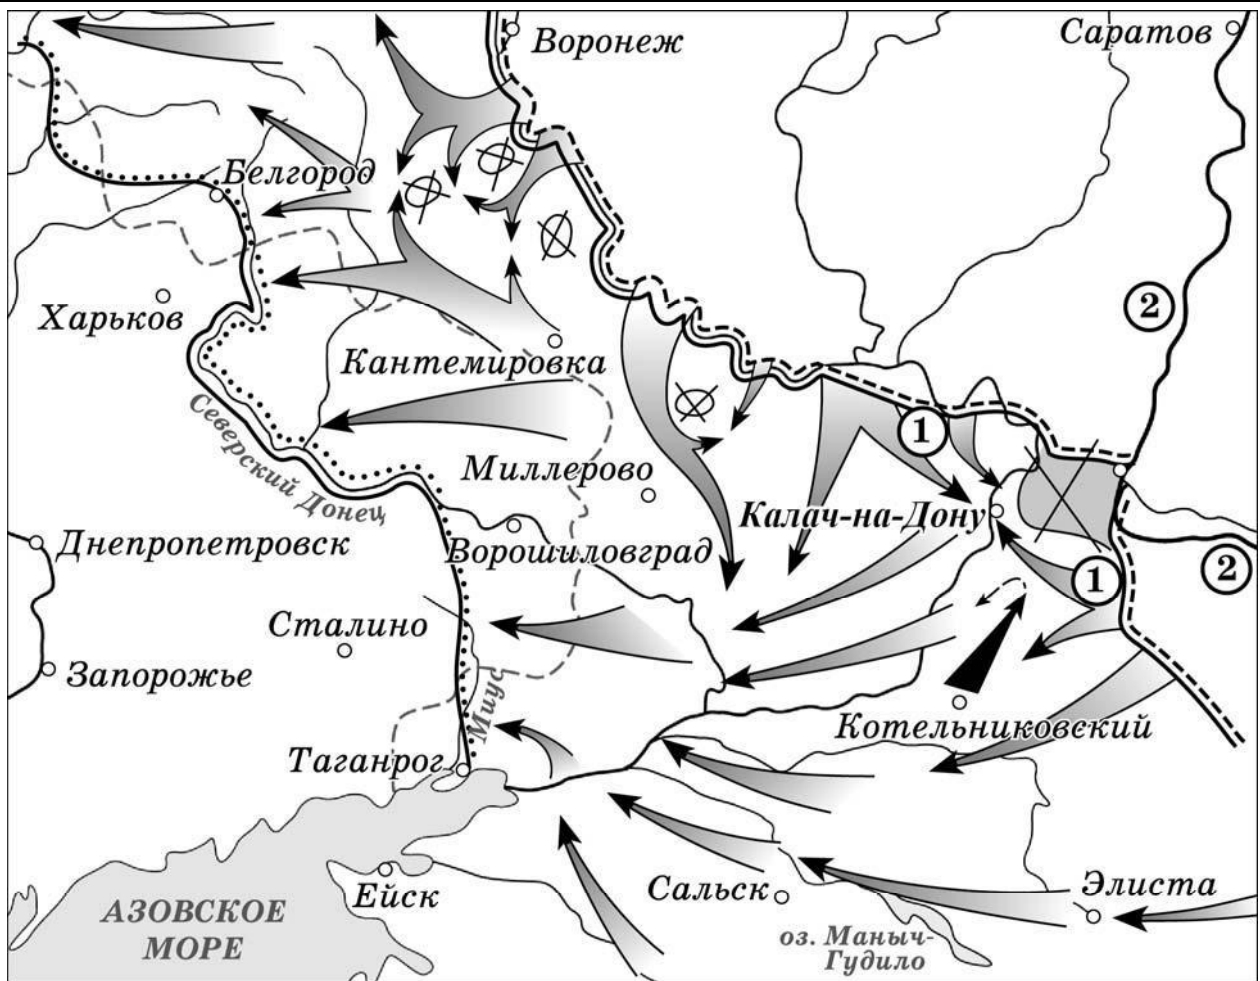 Воронеж
Саратов
Белгород
2
Харьков
Кантемировка
1
Северский Донец
Миллерово
Калач-на-Дону
Днепропетровск
Ворошиловград
1
2
Сталино
Запорожье
Миус
Котельниковский
Таганрог
Ейск
Сальск
Элиста
АЗОВСКОЕ
МОРЕ
оз. Маныч-
Гудило